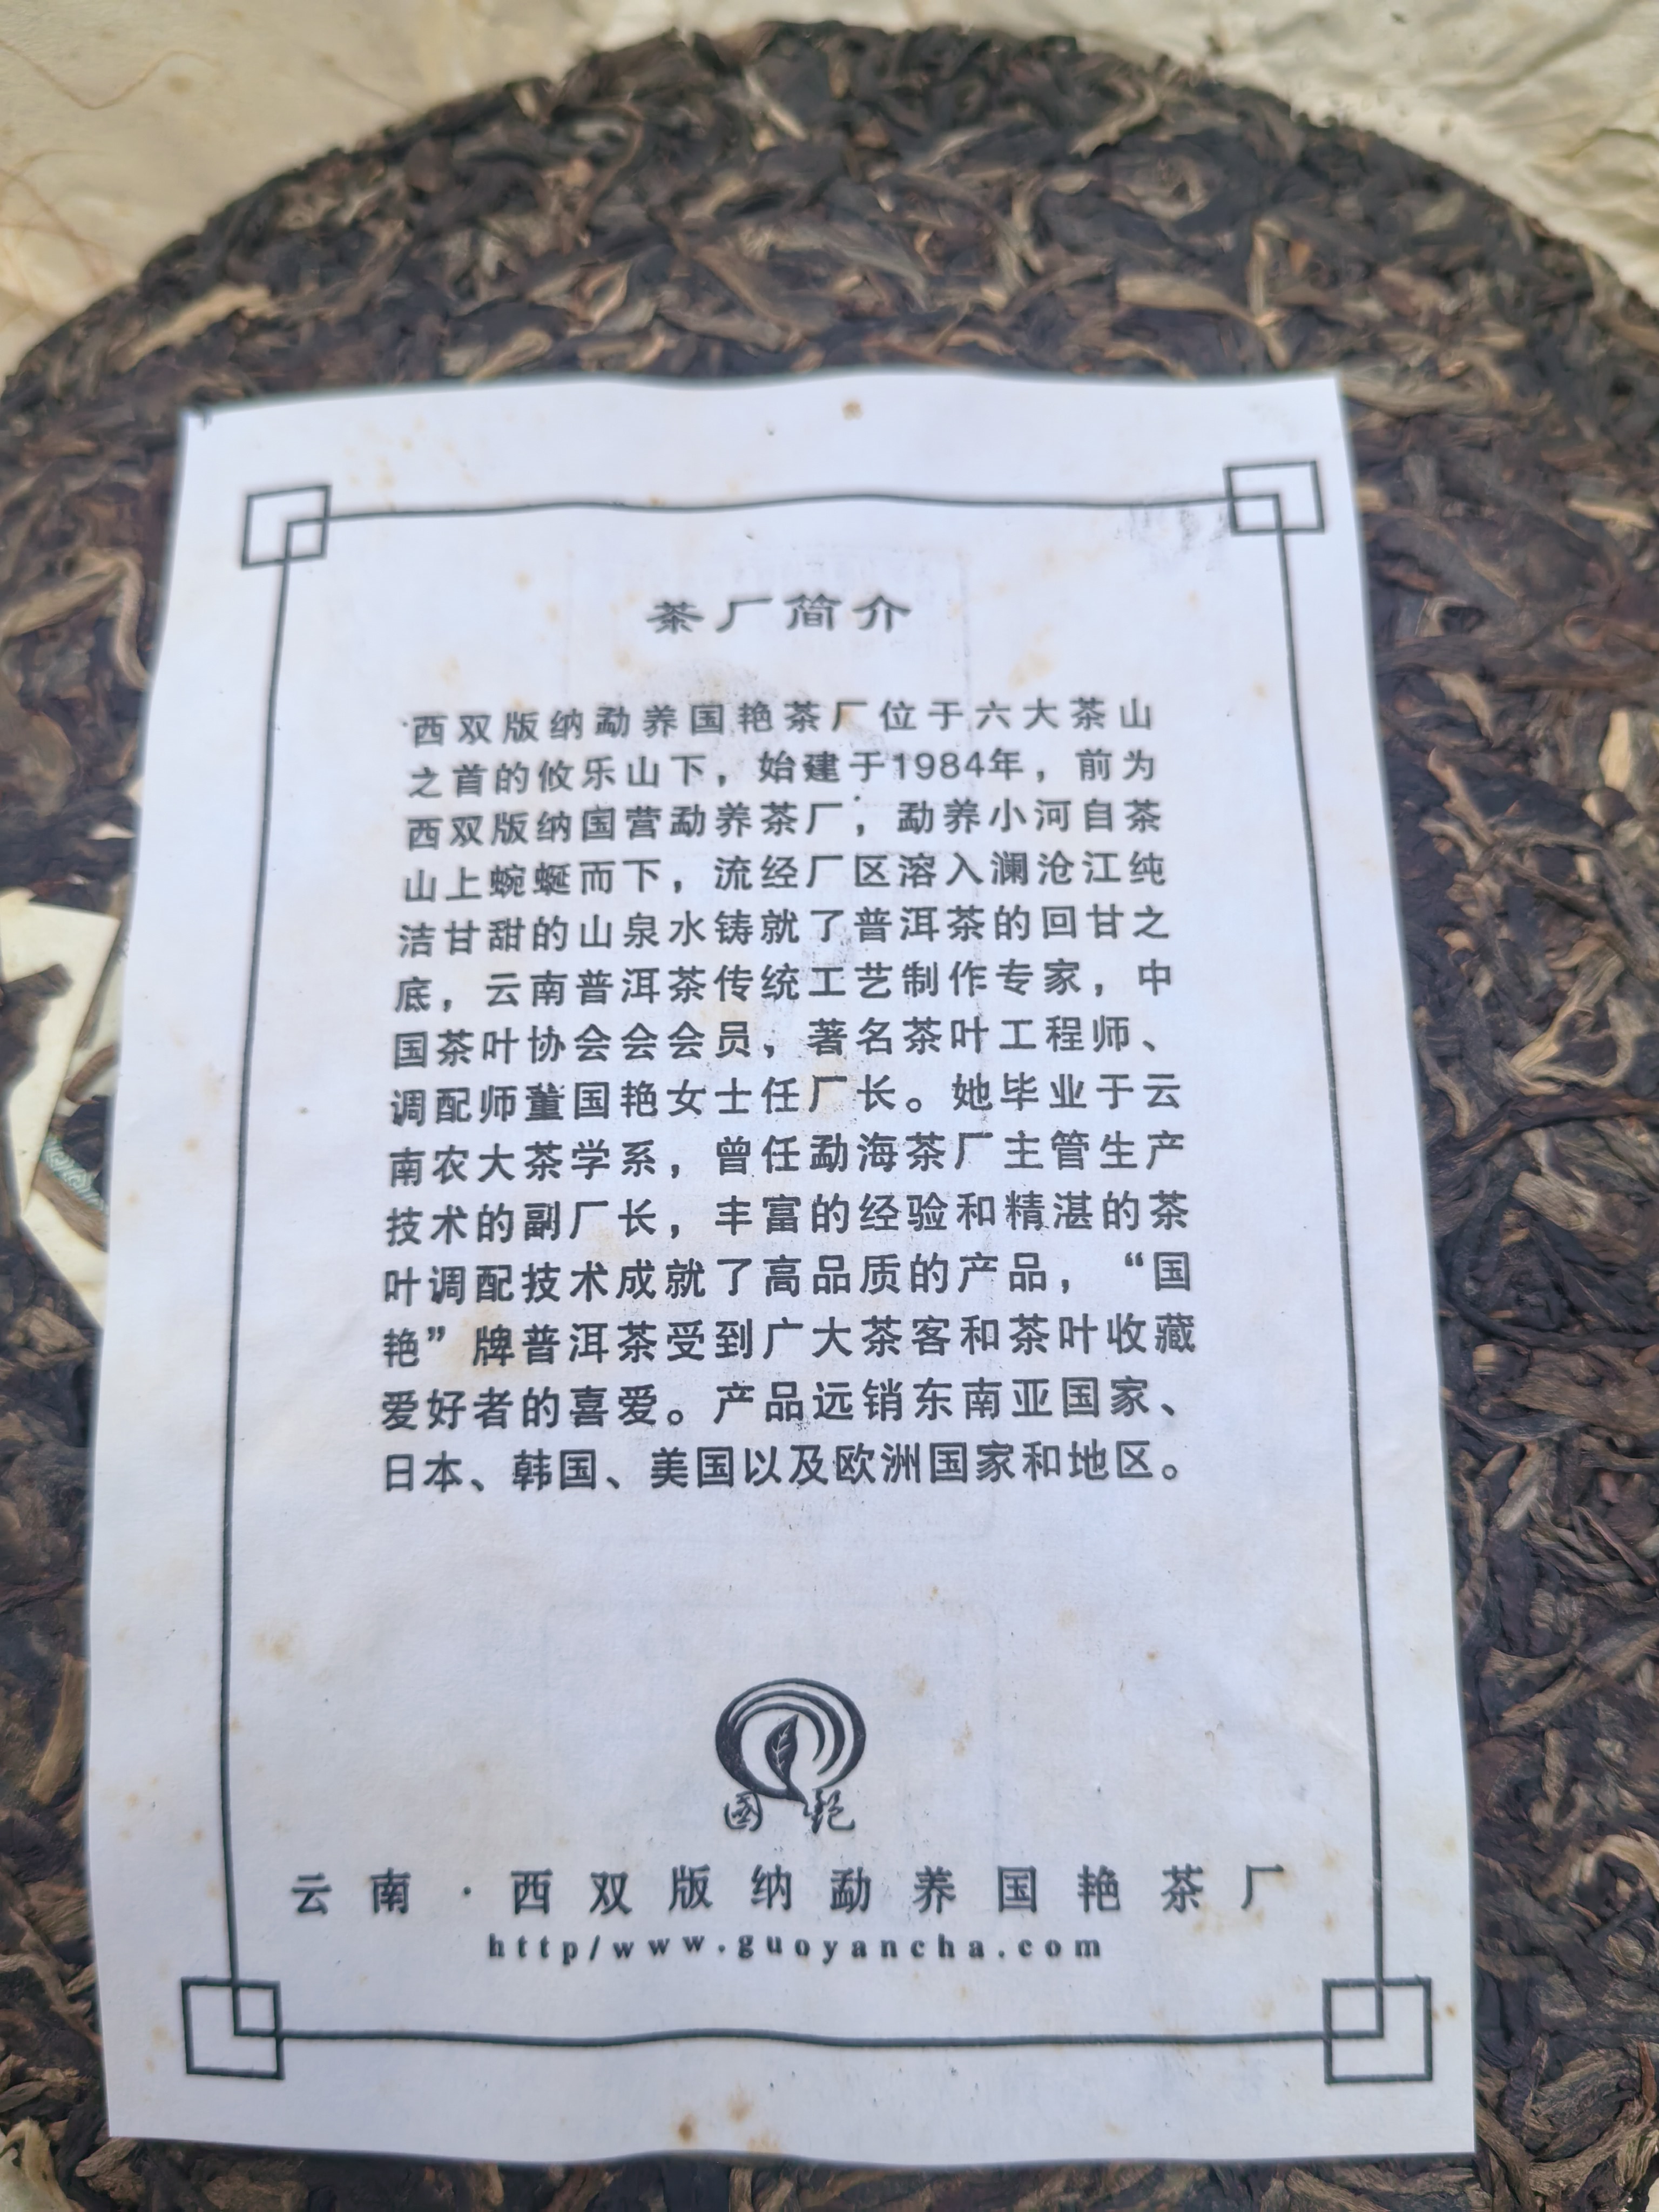 茶厂简介
西双版纳勐养国艳茶厂位于六大茶山
之首的攸乐山下，始建于1984年，前为
西双版纳国营勐养茶厂；勐养小河自茶
山上蜿蜒而下，流经厂区溶入澜沧江纯
洁甘甜的山泉水铸就了普洱茶的回甘之
底，云南普洱茶传统工艺制作专家，中
国茶叶协会会会员，著名茶叶工程师、
调配师董国艳女士任厂长。她毕业于云
南农大茶学系，曾任勐海茶厂主管生产
技术的副厂长，丰富的经验和精湛的茶
叶调配技术成就了高品质的产品，“国
艳”牌普洱茶受到广大茶客和茶叶收藏
爱好者的喜爱。产品远销东南亚国家、
日本、韩国、美国以及欧洲国家和地区。
國艳
云南·西双版纳勐养国艳茶厂
http/www.guoyancha.com